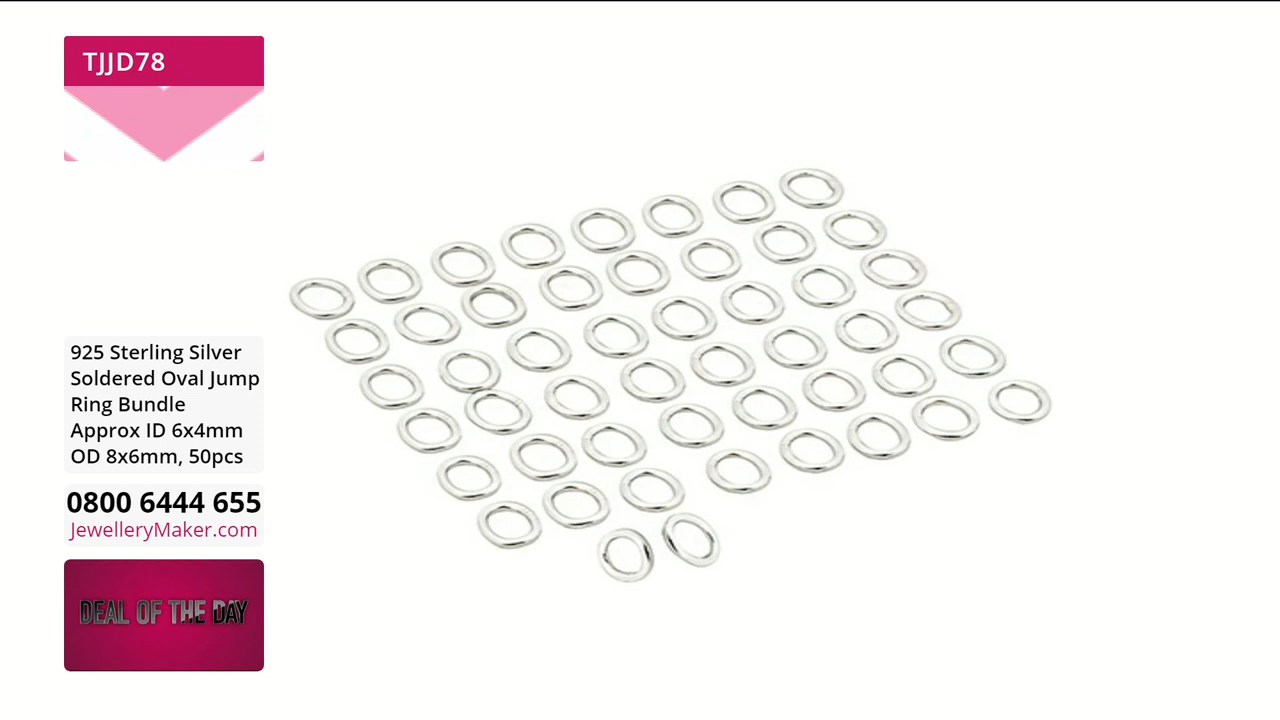 TJJD78
925 Sterling Silver
Soldered Oval Jump
Ring Bundle
Approx ID 6x4mm
OD 8x6mm, 50pcs
0800 6444 655
JewelleryMaker.com
DEAL OF THE DAY